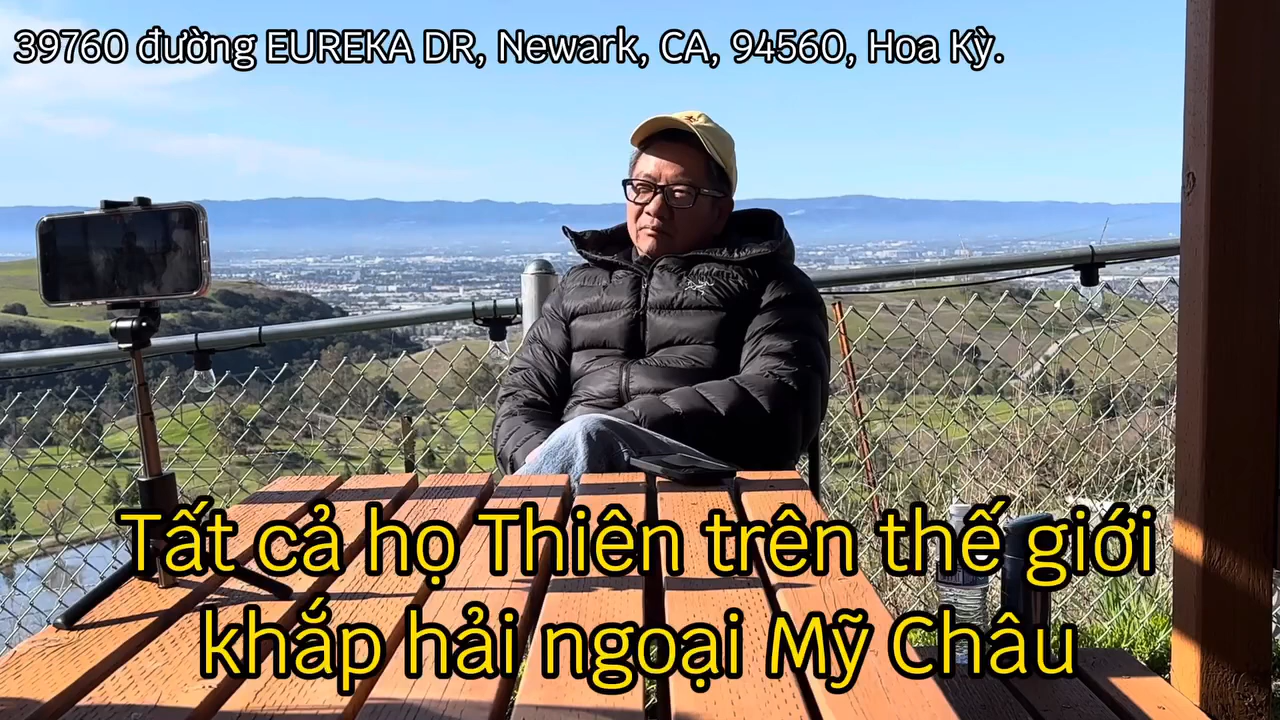 39760 đường EUREKA DR, Newark, CA, 94560, Hoa Kỳ.
Tất cả họ Thiên trên thế giới
khắp hải ngoại Mỹ Châu